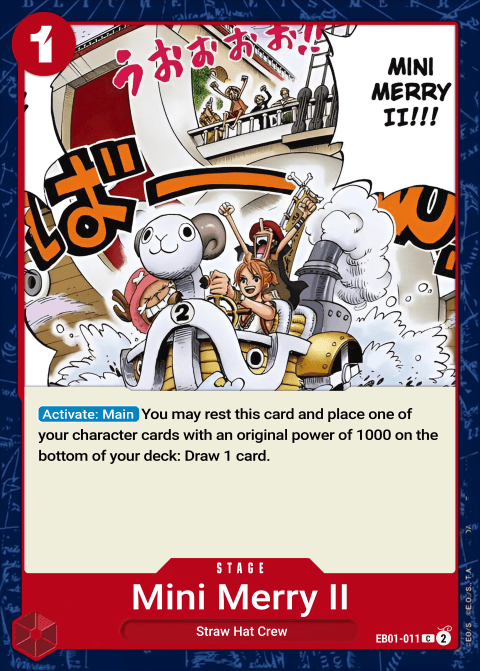 1
うおおおお!!
MINI
MERRY
II!!!
ばー
2
Activate: Main You may rest this card and place one of
your character cards with an original power of 1000 on the
bottom of your deck: Draw 1 card.
STAGE
Mini Merry II
Straw Hat Crew
EB01-011 C 2